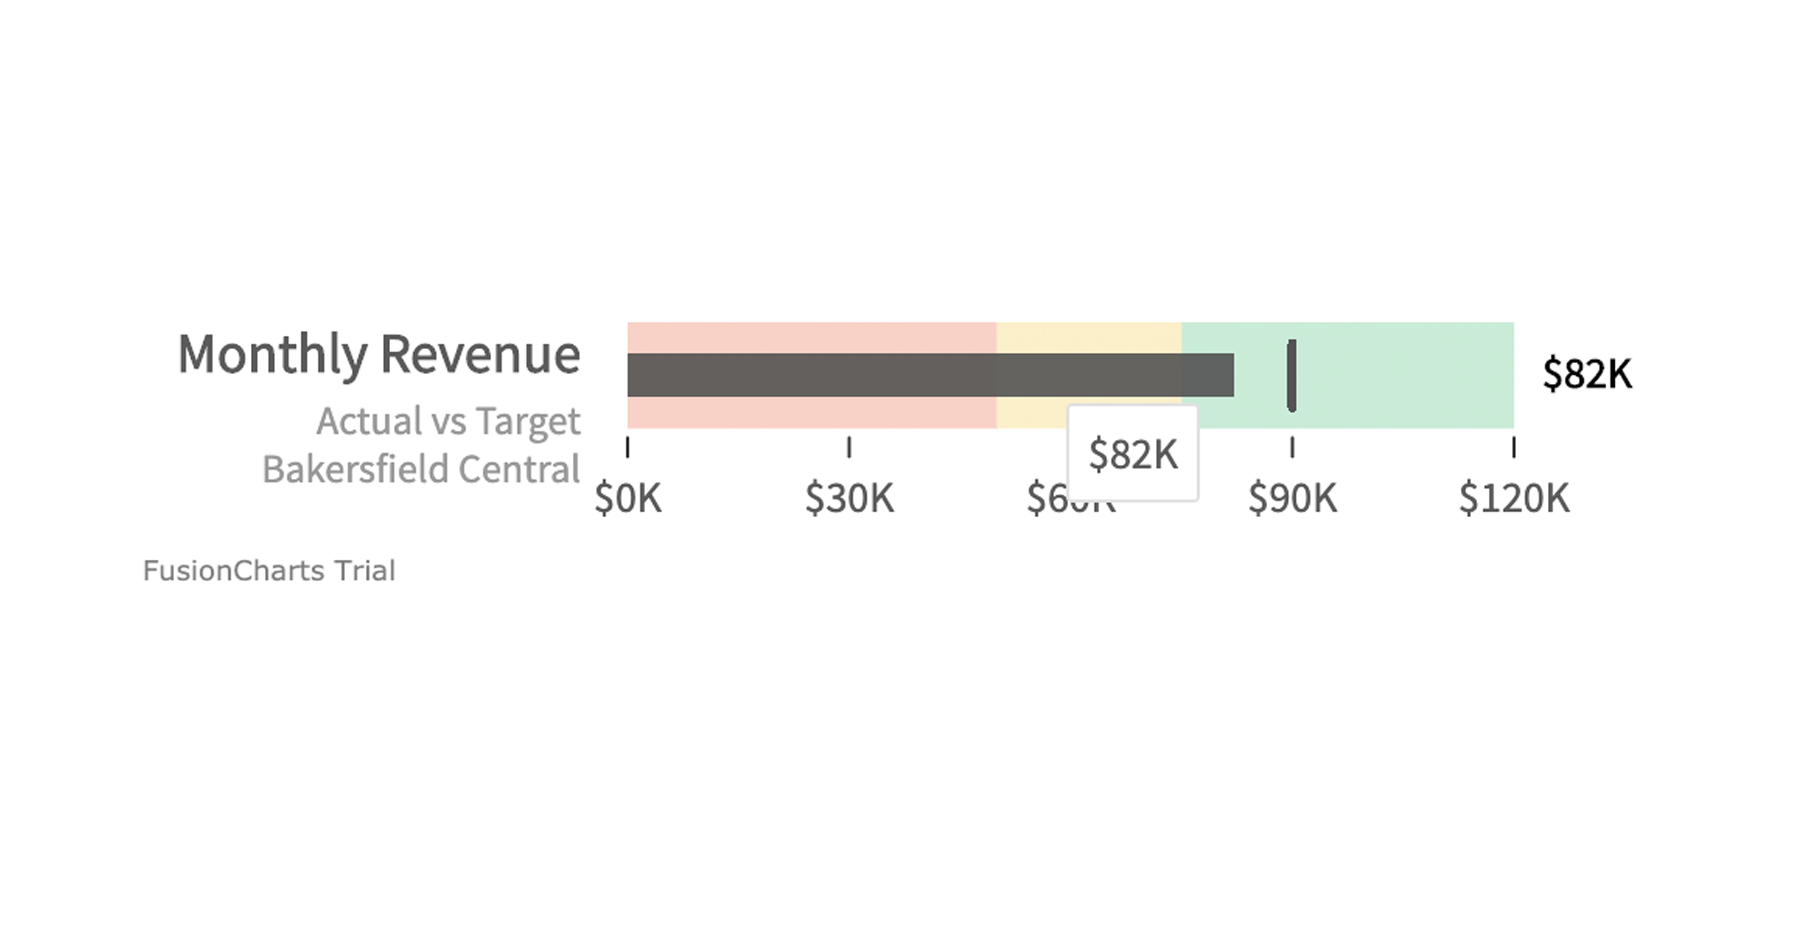 Monthly Revenue
Actual vs Target
Bakersfield Central
$82K
$82K
$0K
$30K
$90K
$120K
FusionCharts Trial